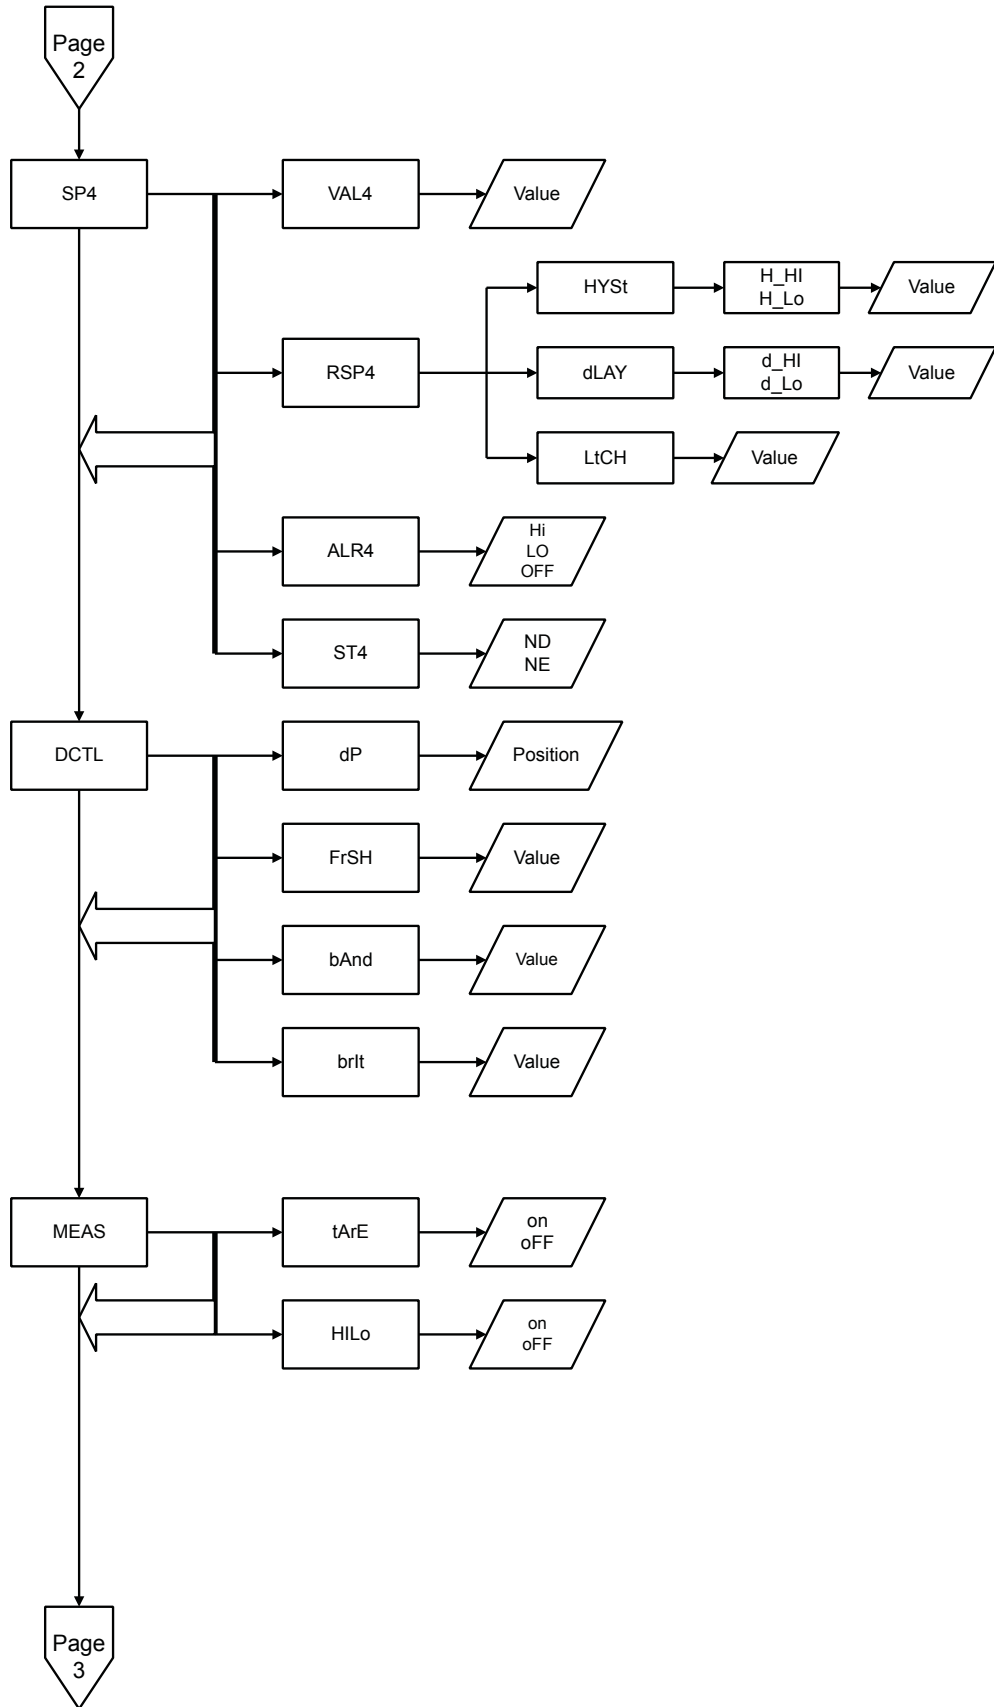 Page
2
SP4
VAL4
Value
HYSt
H_HI
H_Lo
Value
RSP4
dLAY
d_HI
d_Lo
Value
LtCH
Value
ALR4
Hi
LO
OFF
ST4
ND
NE
DCTL
dP
Position
FrSH
Value
bAnd
Value
brIt
Value
MEAS
tArE
on
oFF
HILo
on
oFF
Page
3